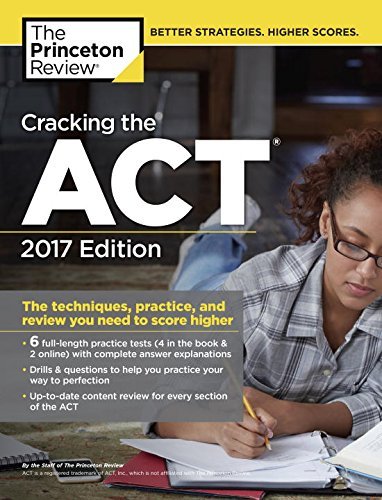 The
Princeton
Review®
BETTER STRATEGIES. HIGHER SCORES.
Cracking the
ACT®
2017 Edition
The techniques, practice, and
review you need to score higher
• 6 full-length practice tests (4 in the book &
2 online) with complete answer explanations
• Drills & questions to help you practice your
way to perfection
• Up-to-date content review for every section
of the ACT
By the Staff of The Princeton Review
ACT is a registered trademark of ACT, Inc., which is not affiliated with The Princeton Review.